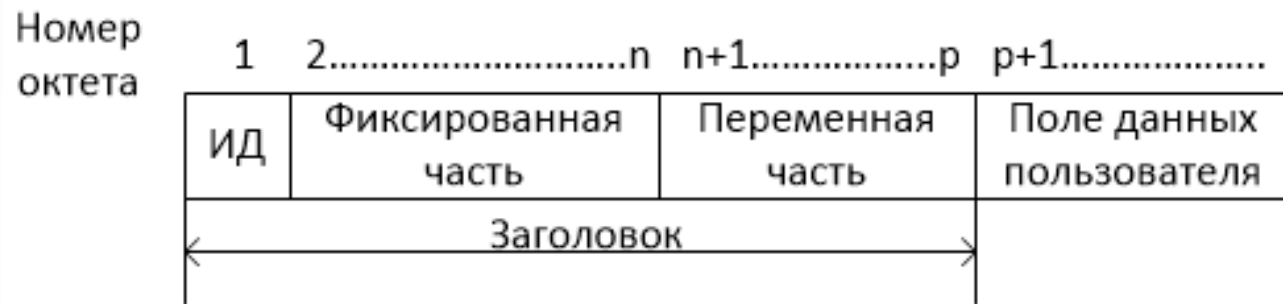 Номер октета
1 2...............................n n+1....................p p+1......................
ИД
Фиксированная часть
Переменная часть
Поле данных пользователя
Заголовок